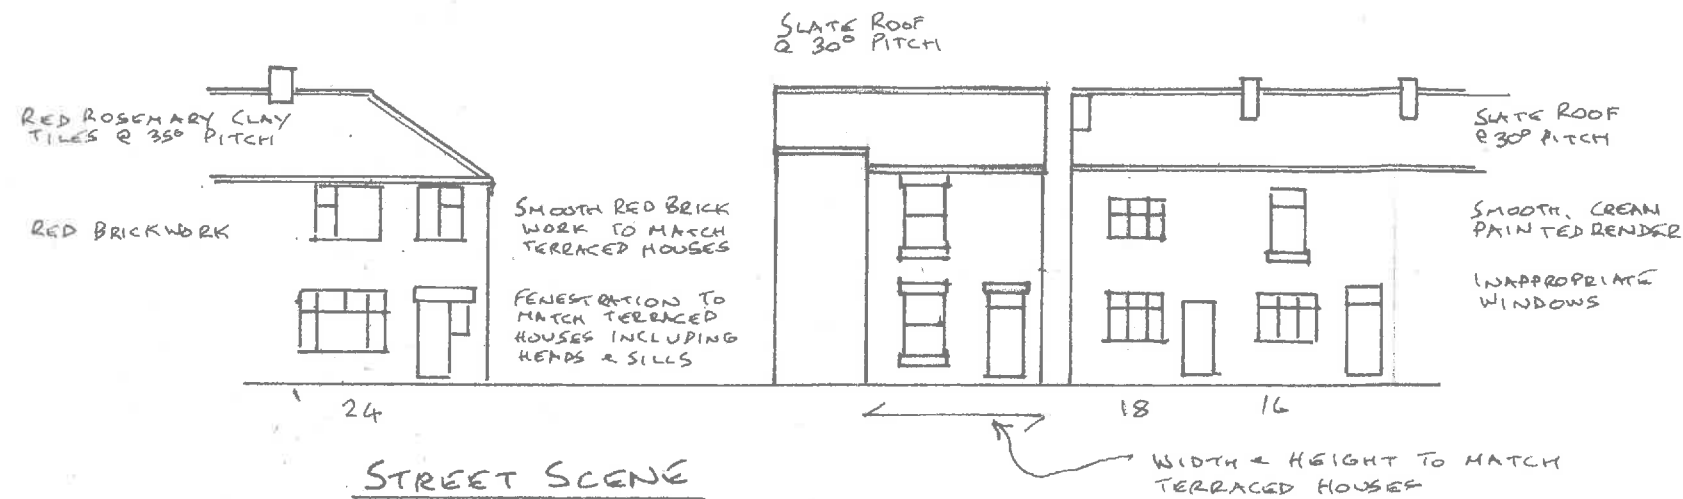 SLATE ROOF
@ 30° PITCH
RED ROSEMARY CLAY
TILES @ 35° PITCH
SLATE ROOF
@ 30° PITCH
RED BRICKWORK
SMOOTH RED BRICK
WORK TO MATCH
TERRACED HOUSES
SMOOTH, CREAM
PAINTED RENDER
FENESTRATION TO
MATCH TERRACED
HOUSES INCLUDING
HEADS & SILLS
INAPPROPRIATE
WINDOWS
24
18
16
WIDTH & HEIGHT TO MATCH
TERRACED HOUSES
STREET SCENE